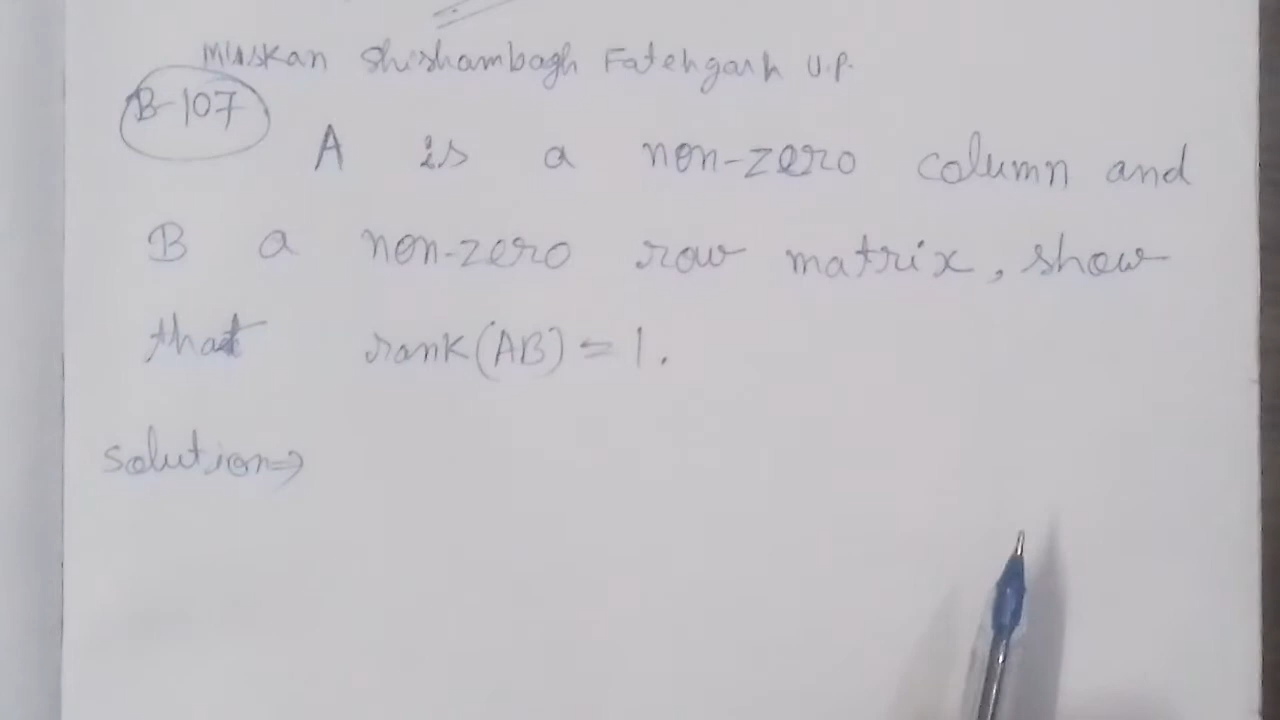 Muskan Shishambagh Fatehgarh U.P.
B-107
A is a non-zero column and
B a non-zero row matrix, show
that rank(AB) = 1.
Solution ⇒